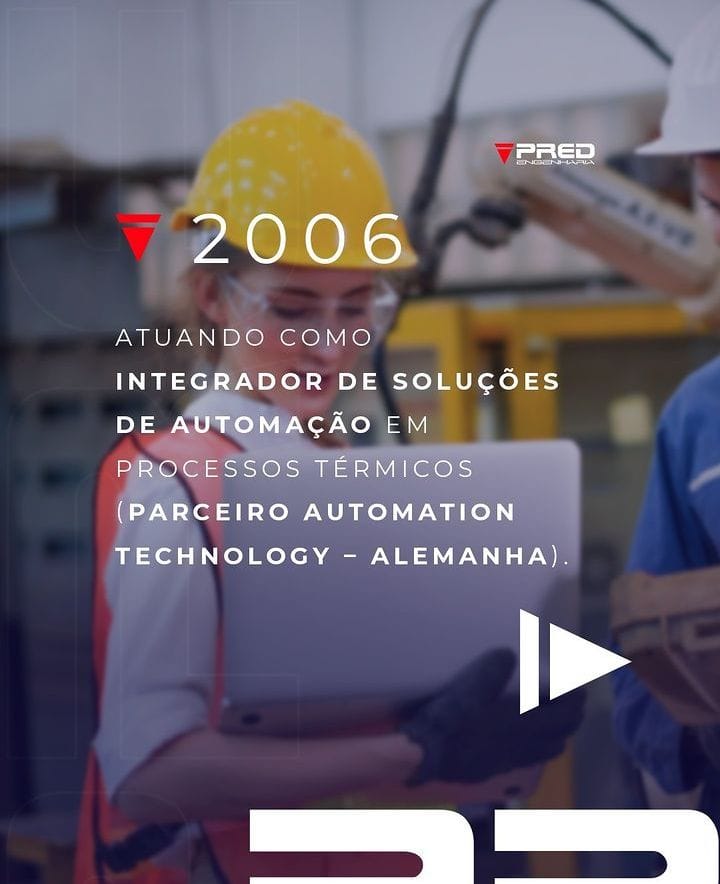 PRED
ENGENHARIA
2006
ATUANDO COMO
INTEGRADOR DE SOLUÇÕES
DE AUTOMAÇÃO EM
PROCESSOS TÉRMICOS
(PARCEIRO AUTOMATION
TECHNOLOGY – ALEMANHA).